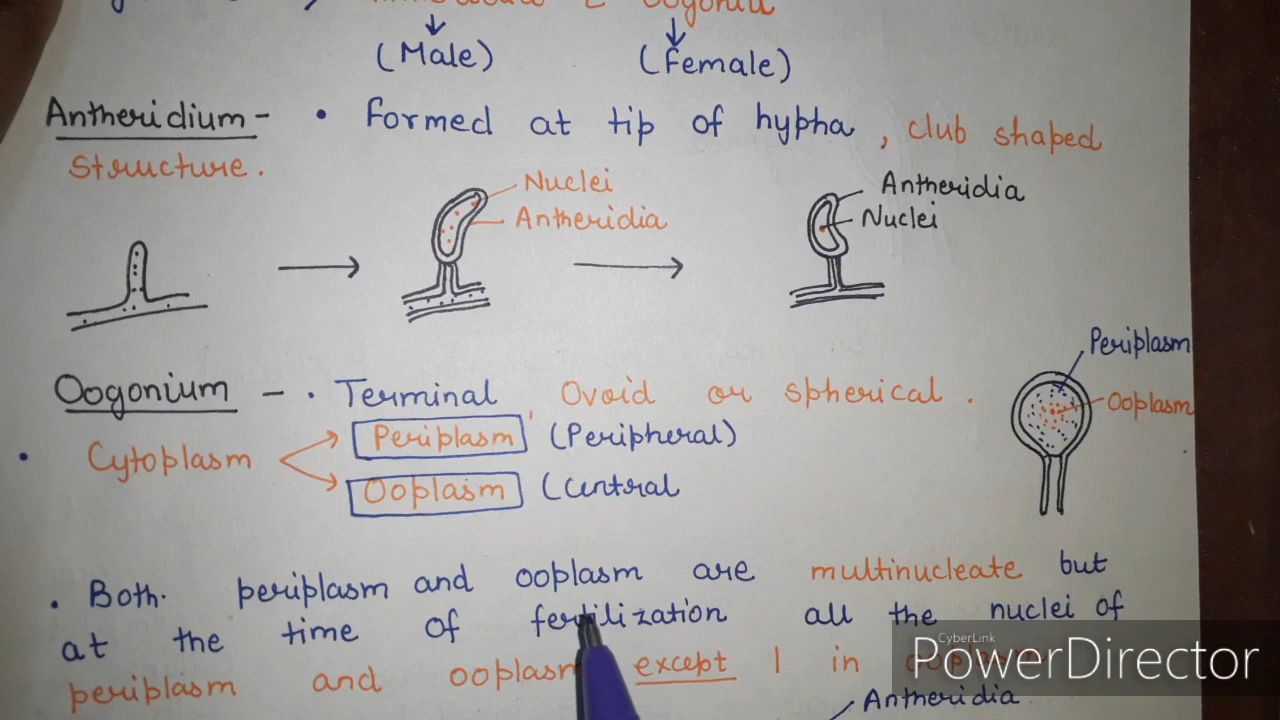 (Male) (Female)
Antheridium - • Formed at tip of hypha, club shaped
structure.
Nuclei
Antheridia
Antheridia
Nuclei
Periplasm
Ooplasm
Oogonium - • Terminal, Ovoid or spherical.
• Cytoplasm
Periplasm (Peripheral)
Ooplasm (Central
• Both periplasm and ooplasm are multinucleate but
at the time of fertilization all the nuclei of
periplasm and ooplasm except 1 in
Antheridia
CyberLink
PowerDirector